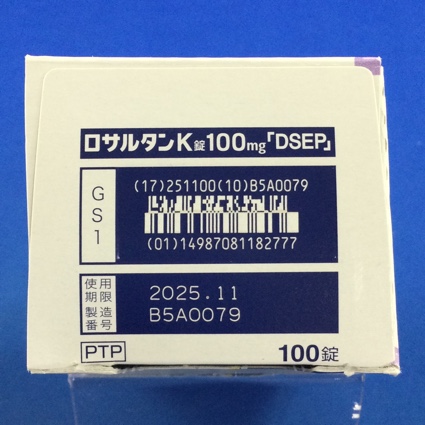 ロサルタンK錠100mg「DSEP」
GS1
(17)251100(10)B5A0079
(01)14987081182777
使用期限 2025.11
製造番号 B5A0079
PTP 100錠